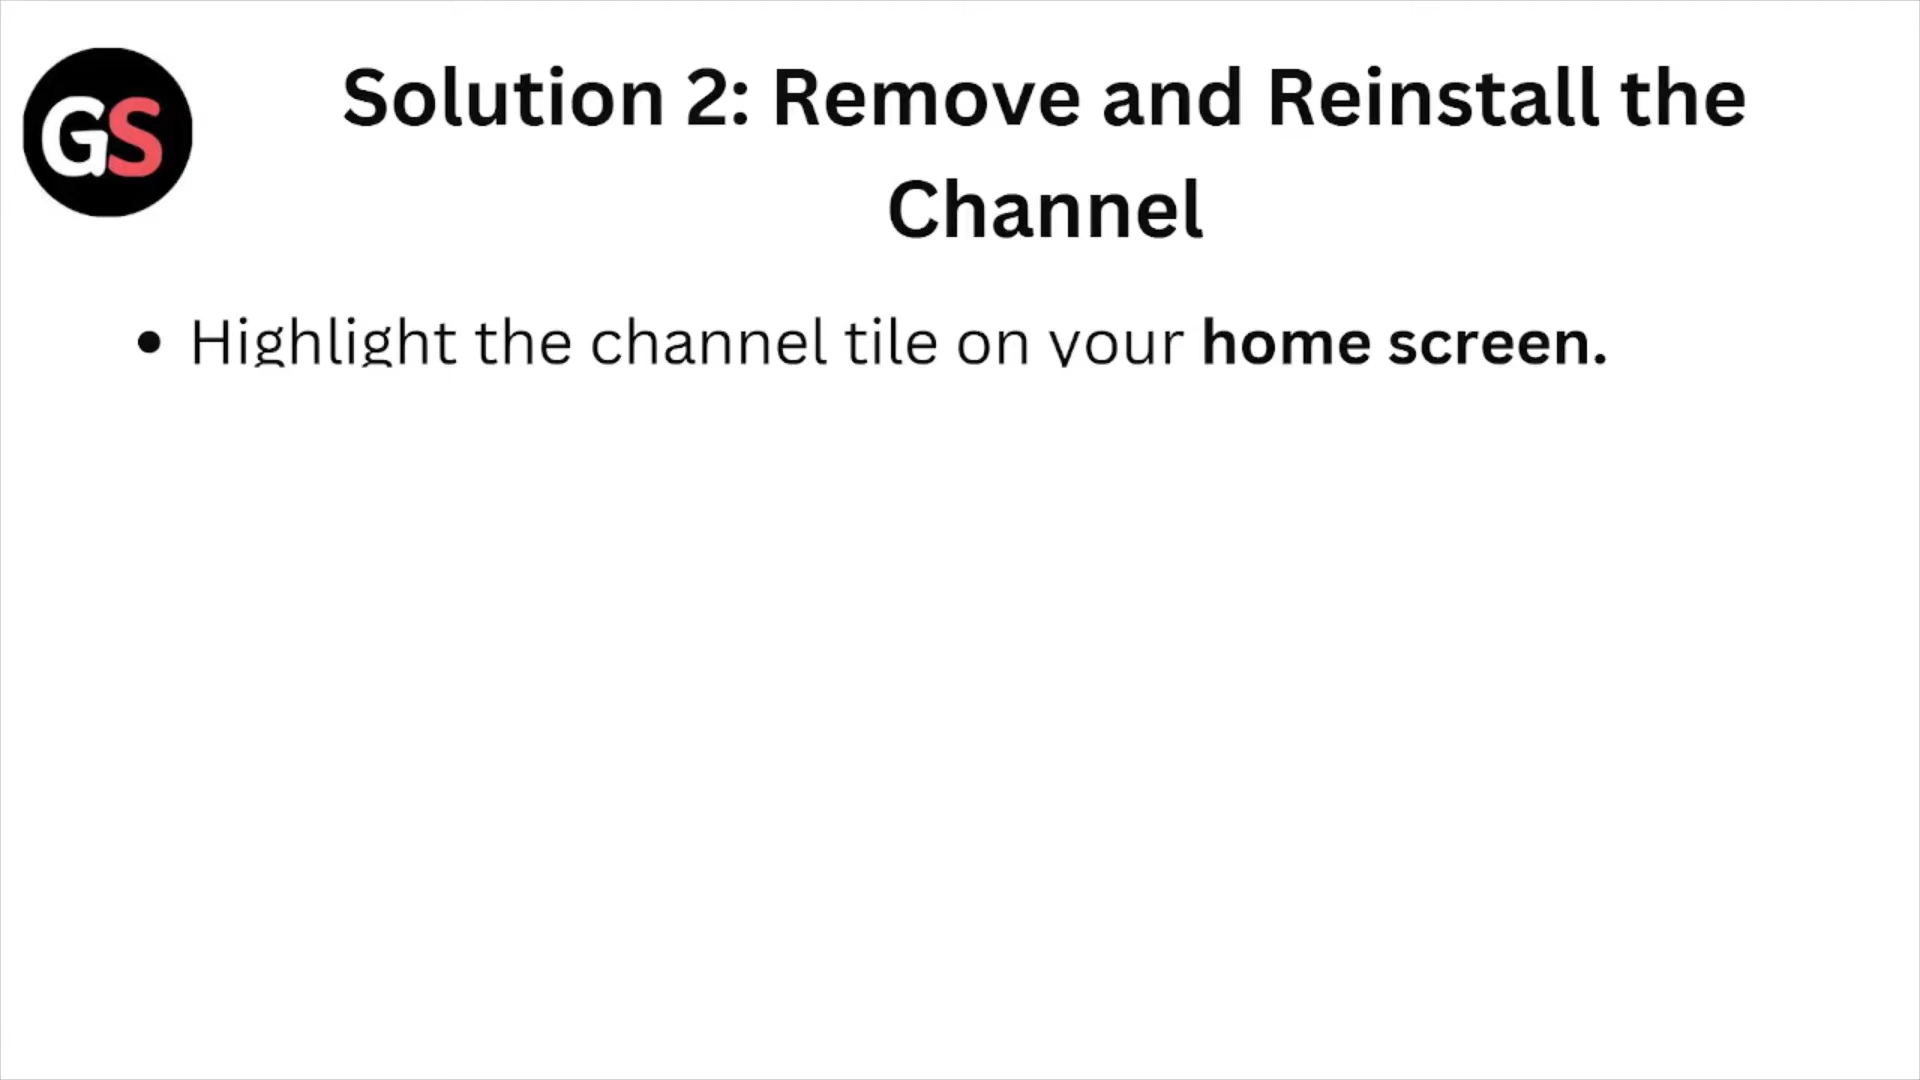 GS
Solution 2: Remove and Reinstall the
Channel
• Highlight the channel tile on your home screen.